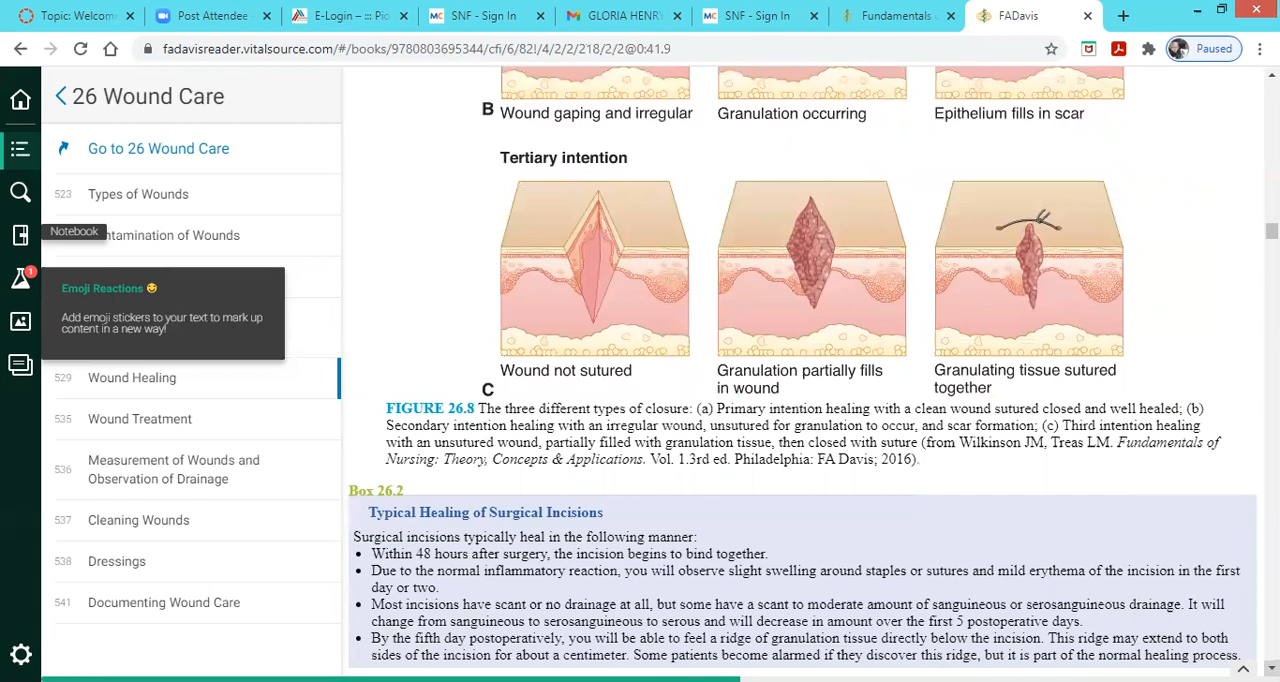 Topic: Welcome
Post Attendee -
E-Login – ::: Pio
SNF - Sign In
GLORIA HENRY
SNF - Sign In
Fundamentals o
FADavis
fadavisreader.vitalsource.com/#/books/9780803695344/cfi/6/82!/4/2/2/218/2/2@0:41.9
Paused
26 Wound Care
Go to 26 Wound Care
523 Types of Wounds
Notebook
ntamination of Wounds
Emoji Reactions 😀
Add emoji stickers to your text to mark up
content in a new way!
1
529 Wound Healing
535 Wound Treatment
536 Measurement of Wounds and
Observation of Drainage
537 Cleaning Wounds
538 Dressings
541 Documenting Wound Care
B Wound gaping and irregular
Granulation occurring
Epithelium fills in scar
Tertiary intention
Wound not sutured
Granulation partially fills
in wound
Granulating tissue sutured
together
C
FIGURE 26.8 The three different types of closure: (a) Primary intention healing with a clean wound sutured closed and well healed; (b)
Secondary intention healing with an irregular wound, unsutured for granulation to occur, and scar formation; (c) Third intention healing
with an unsutured wound, partially filled with granulation tissue, then closed with suture (from Wilkinson JM, Treas LM. Fundamentals of
Nursing: Theory, Concepts & Applications. Vol. 1.3rd ed. Philadelphia: FA Davis; 2016).
Box 26.2
Typical Healing of Surgical Incisions
Surgical incisions typically heal in the following manner:
• Within 48 hours after surgery, the incision begins to bind together.
• Due to the normal inflammatory reaction, you will observe slight swelling around staples or sutures and mild erythema of the incision in the first
day or two.
• Most incisions have scant or no drainage at all, but some have a scant to moderate amount of sanguineous or serosanguineous drainage. It will
change from sanguineous to serosanguineous to serous and will decrease in amount over the first 5 postoperative days.
• By the fifth day postoperatively, you will be able to feel a ridge of granulation tissue directly below the incision. This ridge may extend to both
sides of the incision for about a centimeter. Some patients become alarmed if they discover this ridge, but it is part of the normal healing process.